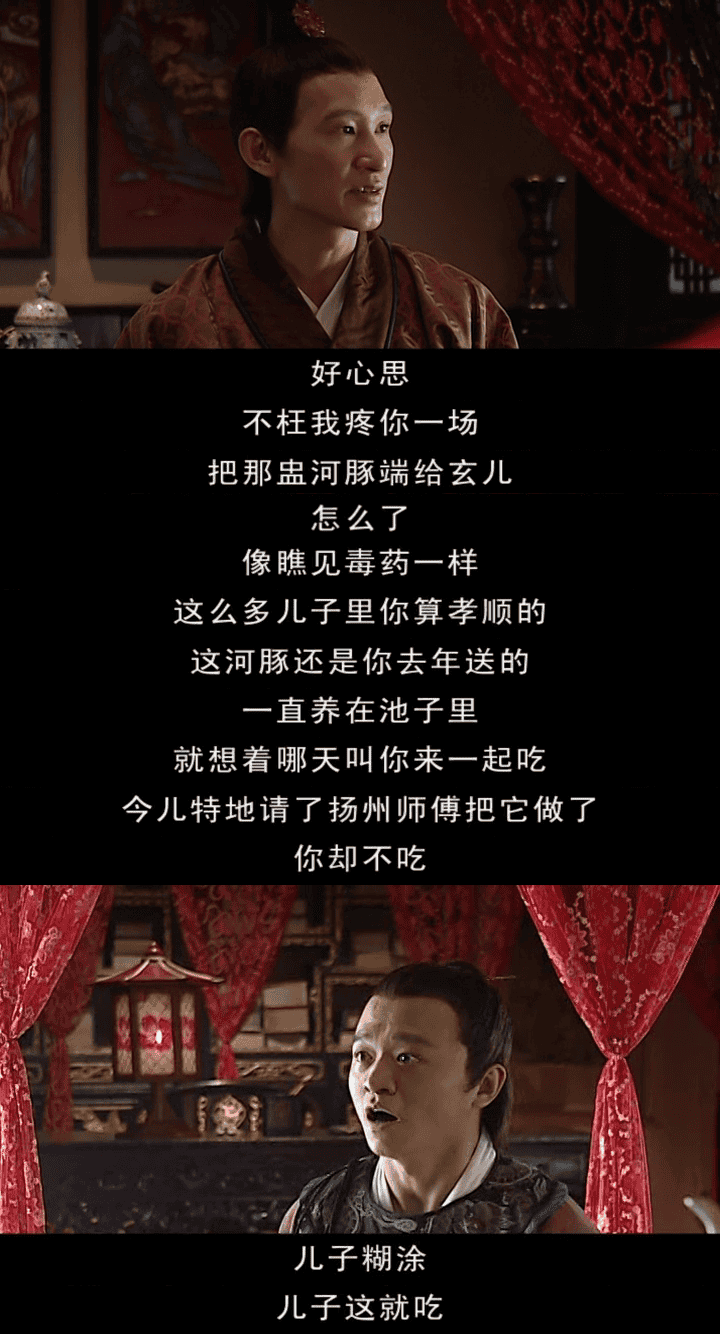 好心思
不枉我疼你一场
把那盅河豚端给玄儿
怎么了
像瞧见毒药一样
这么多儿子里你算孝顺的
这河豚还是你去年送的
一直养在池子里
就想着哪天叫你来一起吃
今儿特地请了扬州师傅把它做了
你却不吃
儿子糊涂
儿子这就吃